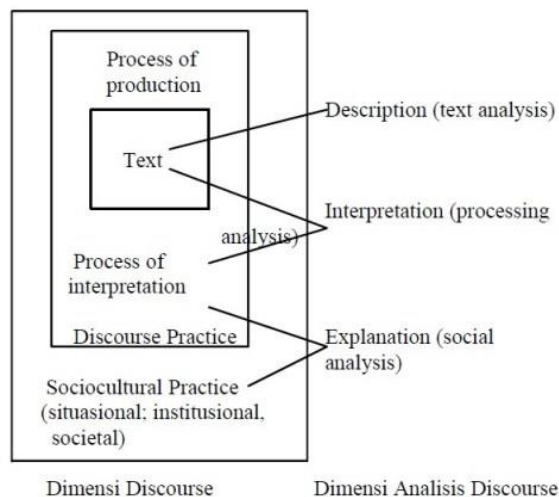 Process of
production
Text
Description (text analysis)
Interpretation (processing
analysis)
Process of
interpretation
Discourse Practice
Explanation (social
analysis)
Sociocultural Practice
(situasional; institusional,
societal)
Dimensi Discourse
Dimensi Analisis Discourse